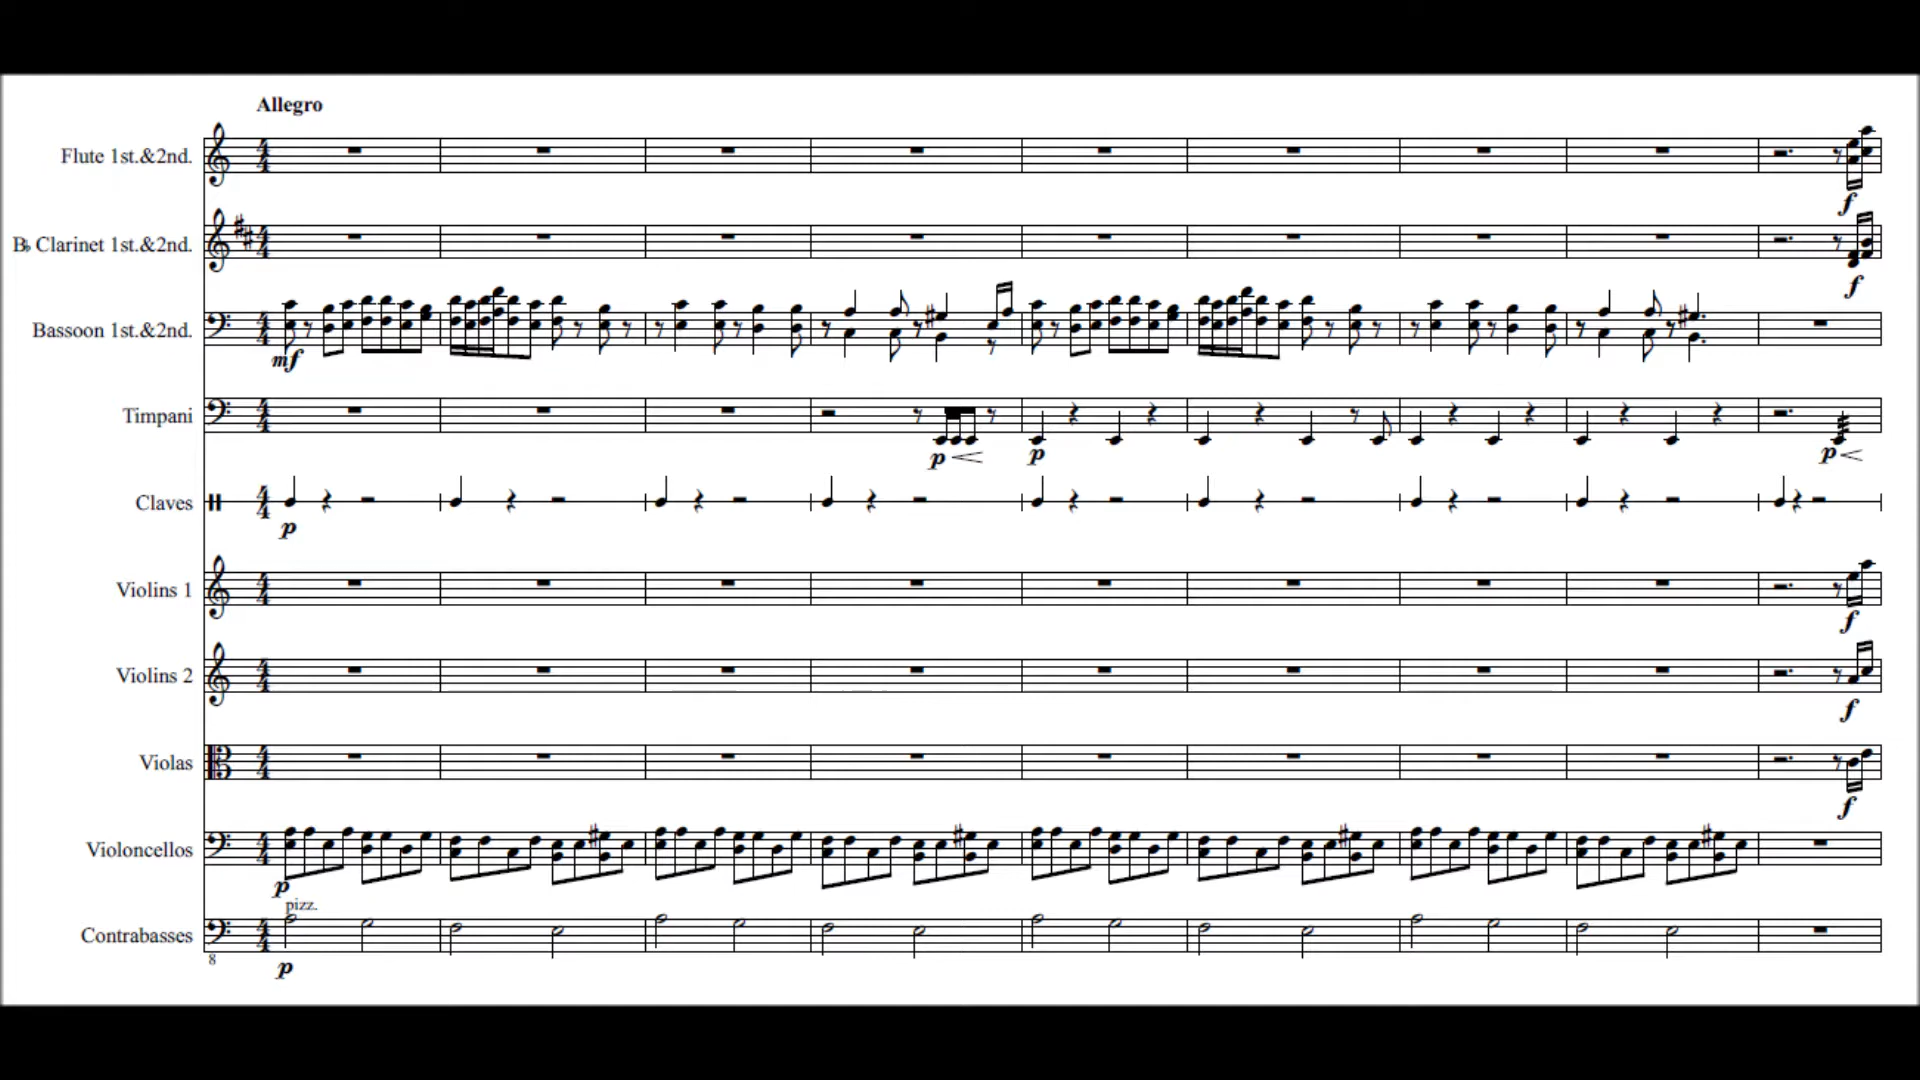 Allegro
Flute 1st.&2nd.
f
B♭ Clarinet 1st.&2nd.
f
Bassoon 1st.&2nd.
mf
Timpani
p p p
Claves
p
Violins 1
f
Violins 2
f
Violas
f
Violoncellos
p
pizz.
Contrabasses
8
p